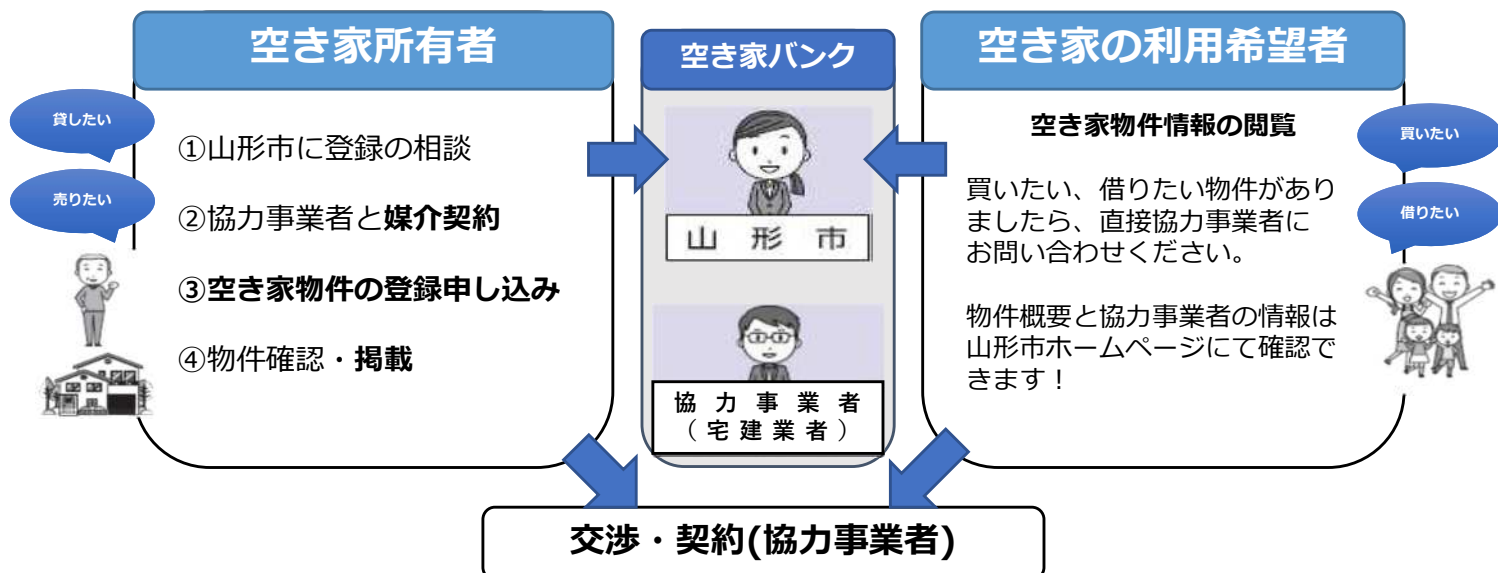 空き家所有者
貸したい
売りたい
①山形市に登録の相談
②協力事業者と媒介契約
③空き家物件の登録申し込み
④物件確認・掲載
空き家バンク
山形市
協力事業者
（宅建業者）
空き家の利用希望者
空き家物件情報の閲覧
買いたい、借りたい物件があり
ましたら、直接協力事業者に
お問い合わせください。
物件概要と協力事業者の情報は
山形市ホームページにて確認で
きます！
買いたい
借りたい
交渉・契約(協力事業者)